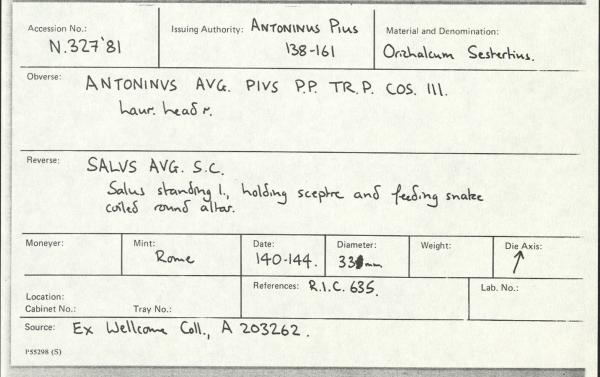 Accession No.: N.327'81
Issuing Authority: ANTONINUS PIUS
138-161
Material and Denomination:
Orichalcum Sestertius.
Obverse: ANTONINVS AVG. PIVS P.P. TR.P. COS. III.
Laur. head r.
Reverse: SALVS AVG. S.C.
Salus standing l., holding sceptre and feeding snake
coiled round altar.
Moneyer:
Mint: Rome
Date: 140-144.
Diameter: 33 mm
Weight:
Die Axis: ↑
Location:
Cabinet No.: Tray No.:
References: R.I.C. 635.
Lab. No.:
Source: Ex Wellcome Coll., A 203262.
P55298 (S)